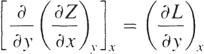 [∂/∂y (∂Z/∂x)_y]_x = (∂L/∂y)_x